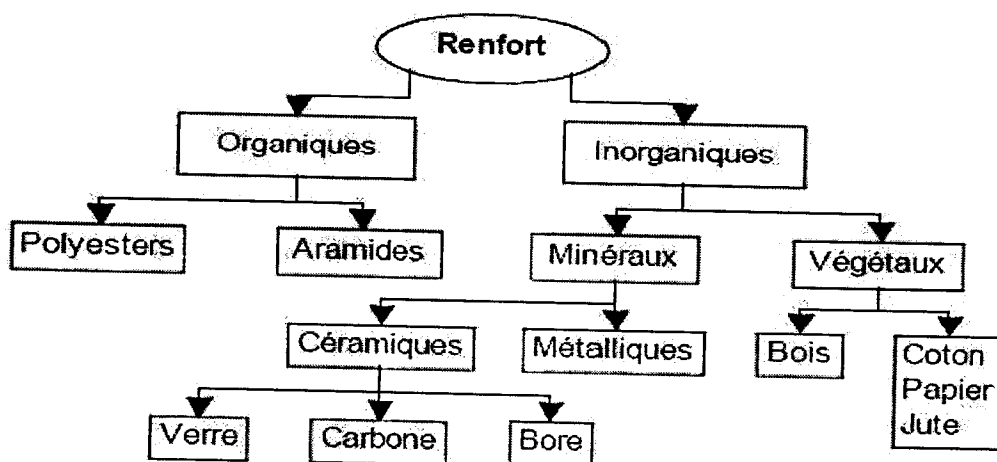 Renfort
Organiques
Inorganiques
Polyesters
Aramides
Minéraux
Végétaux
Céramiques
Métalliques
Bois
Coton
Papier
Jute
Verre
Carbone
Bore